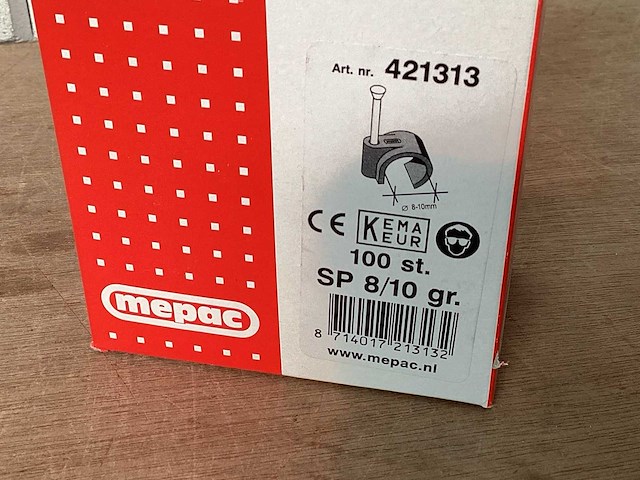 Art. nr. 421313
Ø 8-10mm
CE KEMA KEUR
100 st.
SP 8/10 gr.
mepac
8 714017 213132
www.mepac.nl